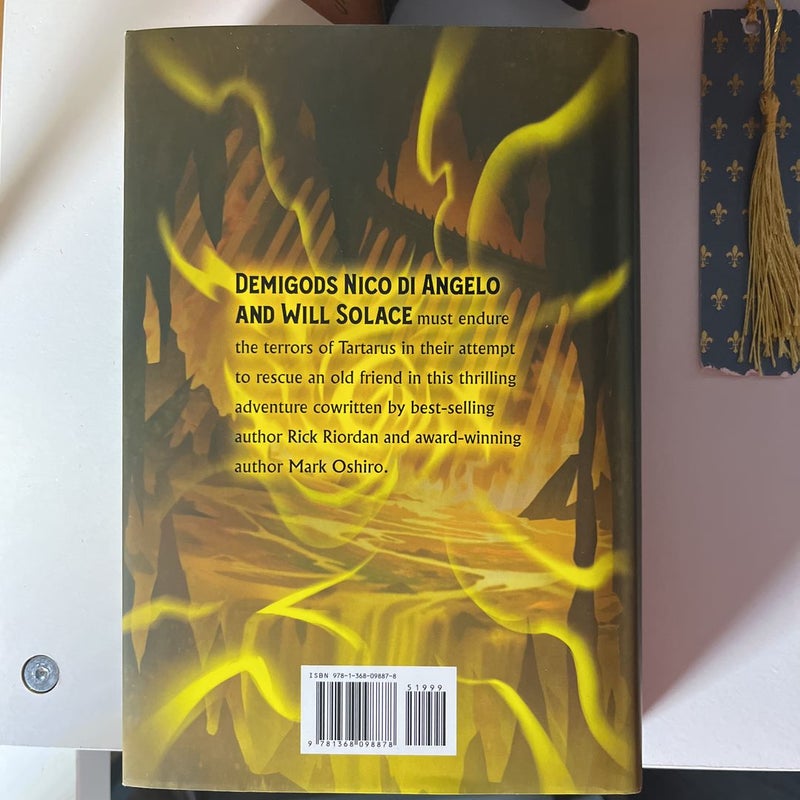 DEMIGODS NICO DI ANGELO
AND WILL SOLACE must endure
the terrors of Tartarus in their attempt
to rescue an old friend in this thrilling
adventure cowritten by best-selling
author Rick Riordan and award-winning
author Mark Oshiro.
ISBN 978-1-368-09887-8
51999
9 781368 098878